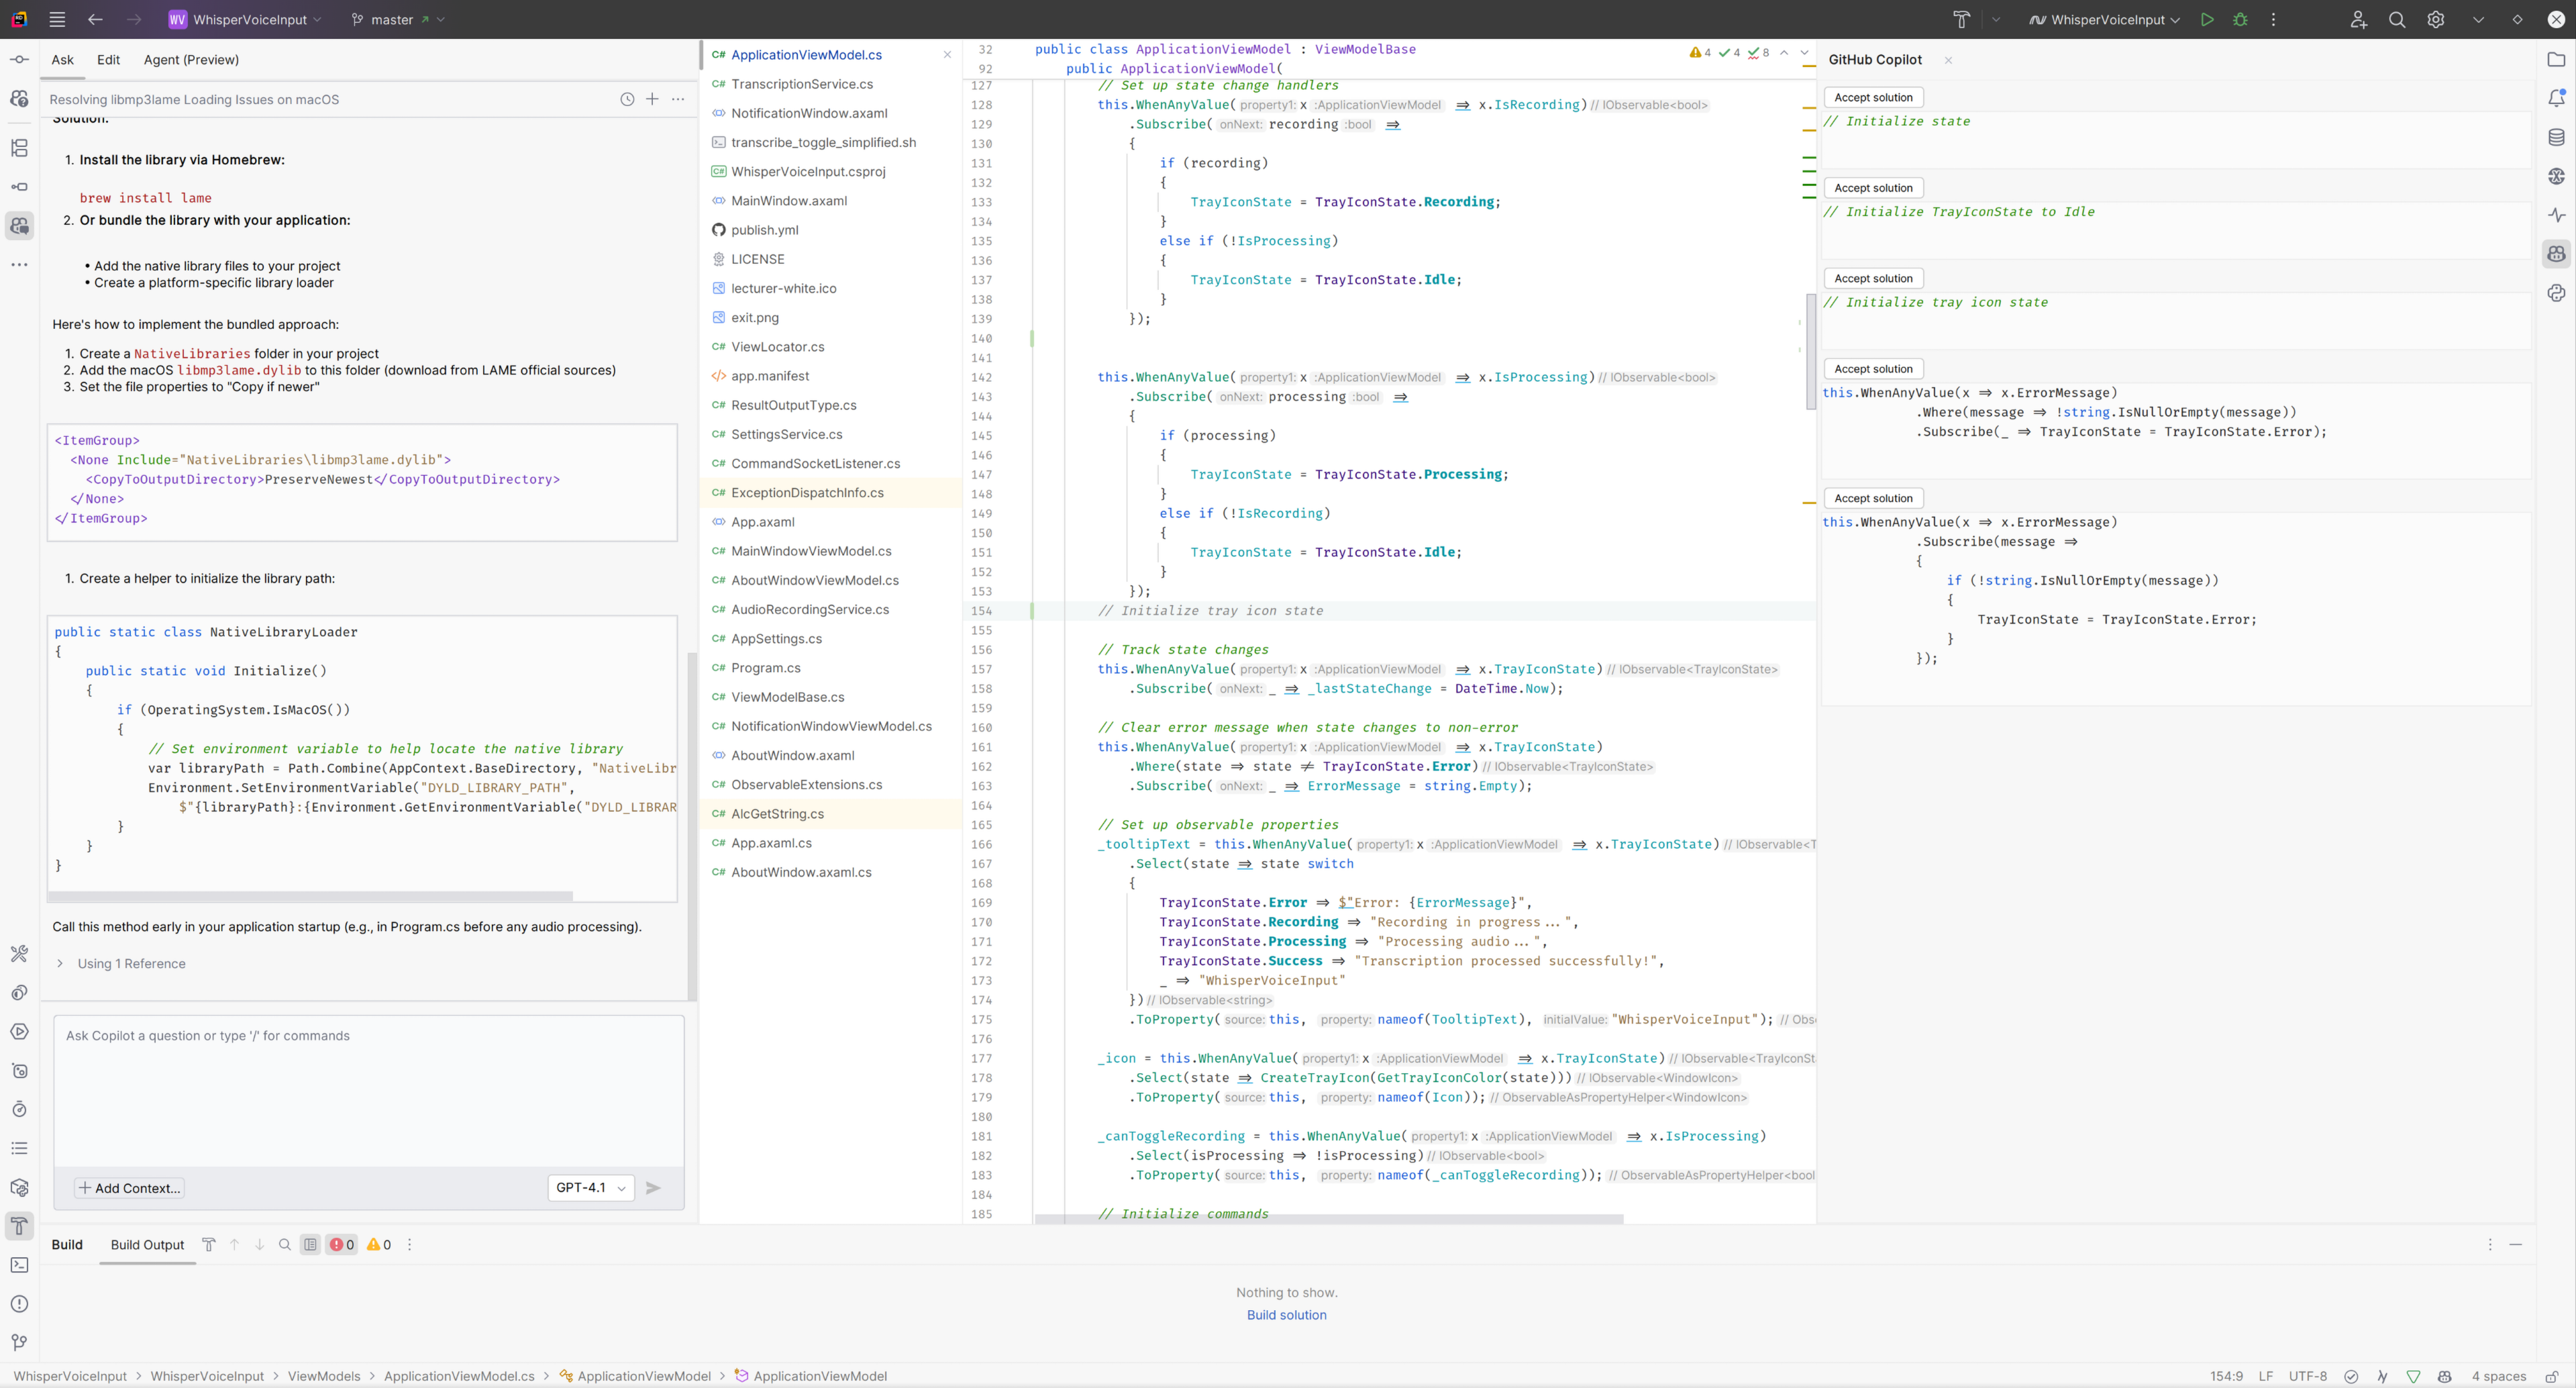 WV WhisperVoiceInput
master
WhisperVoiceInput
Ask Edit Agent (Preview)
Resolving libmp3lame Loading Issues on macOS
Solution:
1. Install the library via Homebrew:
brew install lame
2. Or bundle the library with your application:
• Add the native library files to your project
• Create a platform-specific library loader
Here's how to implement the bundled approach:
1. Create a NativeLibraries folder in your project
2. Add the macOS libmp3lame.dylib to this folder (download from LAME official sources)
3. Set the file properties to "Copy if newer"
<ItemGroup>
<None Include="NativeLibraries\libmp3lame.dylib">
<CopyToOutputDirectory>PreserveNewest</CopyToOutputDirectory>
</None>
</ItemGroup>
1. Create a helper to initialize the library path:
public static class NativeLibraryLoader
{
public static void Initialize()
{
if (OperatingSystem.IsMacOS())
{
// Set environment variable to help locate the native library
var libraryPath = Path.Combine(AppContext.BaseDirectory, "NativeLibr
Environment.SetEnvironmentVariable("DYLD_LIBRARY_PATH",
$"{libraryPath}:{Environment.GetEnvironmentVariable("DYLD_LIBRAR
}
}
}
Call this method early in your application startup (e.g., in Program.cs before any audio processing).
Using 1 Reference
Ask Copilot a question or type '/' for commands
Add Context...
GPT-4.1
C# ApplicationViewModel.cs
C# TranscriptionService.cs
NotificationWindow.axaml
transcribe_toggle_simplified.sh
C# WhisperVoiceInput.csproj
MainWindow.axaml
publish.yml
LICENSE
lecturer-white.ico
exit.png
C# ViewLocator.cs
</> app.manifest
C# ResultOutputType.cs
C# SettingsService.cs
C# CommandSocketListener.cs
C# ExceptionDispatchInfo.cs
App.axaml
C# MainWindowViewModel.cs
C# AboutWindowViewModel.cs
C# AudioRecordingService.cs
C# AppSettings.cs
C# Program.cs
C# ViewModelBase.cs
C# NotificationWindowViewModel.cs
AboutWindow.axaml
C# ObservableExtensions.cs
C# AlcGetString.cs
C# App.axaml.cs
C# AboutWindow.axaml.cs
32 public class ApplicationViewModel : ViewModelBase
4 4 8
92 public ApplicationViewModel(
127 // Set up state change handlers
128 this.WhenAnyValue( property1: x :ApplicationViewModel ⇒ x.IsRecording) // IObservable<bool>
129 .Subscribe( onNext: recording :bool ⇒
130 {
131 if (recording)
132 {
133 TrayIconState = TrayIconState.Recording;
134 }
135 else if (!IsProcessing)
136 {
137 TrayIconState = TrayIconState.Idle;
138 }
139 });
140
141
142 this.WhenAnyValue( property1: x :ApplicationViewModel ⇒ x.IsProcessing) // IObservable<bool>
143 .Subscribe( onNext: processing :bool ⇒
144 {
145 if (processing)
146 {
147 TrayIconState = TrayIconState.Processing;
148 }
149 else if (!IsRecording)
150 {
151 TrayIconState = TrayIconState.Idle;
152 }
153 });
154 // Initialize tray icon state
155
156 // Track state changes
157 this.WhenAnyValue( property1: x :ApplicationViewModel ⇒ x.TrayIconState) // IObservable<TrayIconState>
158 .Subscribe( onNext: _ ⇒ _lastStateChange = DateTime.Now);
159
160 // Clear error message when state changes to non-error
161 this.WhenAnyValue( property1: x :ApplicationViewModel ⇒ x.TrayIconState)
162 .Where(state ⇒ state ≠ TrayIconState.Error) // IObservable<TrayIconState>
163 .Subscribe( onNext: _ ⇒ ErrorMessage = string.Empty);
164
165 // Set up observable properties
166 _tooltipText = this.WhenAnyValue( property1: x :ApplicationViewModel ⇒ x.TrayIconState) // IObservable<T
167 .Select(state ⇒ state switch
168 {
169 TrayIconState.Error ⇒ $"Error: {ErrorMessage}",
170 TrayIconState.Recording ⇒ "Recording in progress...",
171 TrayIconState.Processing ⇒ "Processing audio...",
172 TrayIconState.Success ⇒ "Transcription processed successfully!",
173 _ ⇒ "WhisperVoiceInput"
174 }) // IObservable<string>
175 .ToProperty( source: this, property: nameof(TooltipText), initialValue: "WhisperVoiceInput"); // Obs
176
177 _icon = this.WhenAnyValue( property1: x :ApplicationViewModel ⇒ x.TrayIconState) // IObservable<TrayIconSt
178 .Select(state ⇒ CreateTrayIcon(GetTrayIconColor(state))) // IObservable<WindowIcon>
179 .ToProperty( source: this, property: nameof(Icon)); // ObservableAsPropertyHelper<WindowIcon>
180
181 _canToggleRecording = this.WhenAnyValue( property1: x :ApplicationViewModel ⇒ x.IsProcessing)
182 .Select(isProcessing ⇒ !isProcessing) // IObservable<bool>
183 .ToProperty( source: this, property: nameof(_canToggleRecording)); // ObservableAsPropertyHelper<bool
184
185 // Initialize commands
GitHub Copilot
Accept solution
// Initialize state
Accept solution
// Initialize TrayIconState to Idle
Accept solution
// Initialize tray icon state
Accept solution
this.WhenAnyValue(x ⇒ x.ErrorMessage)
.Where(message ⇒ !string.IsNullOrEmpty(message))
.Subscribe(_ ⇒ TrayIconState = TrayIconState.Error);
Accept solution
this.WhenAnyValue(x ⇒ x.ErrorMessage)
.Subscribe(message ⇒
{
if (!string.IsNullOrEmpty(message))
{
TrayIconState = TrayIconState.Error;
}
});
Build Build Output 0 0
Nothing to show.
Build solution
WhisperVoiceInput > WhisperVoiceInput > ViewModels > ApplicationViewModel.cs > ApplicationViewModel > ApplicationViewModel
154:9 LF UTF-8 4 spaces